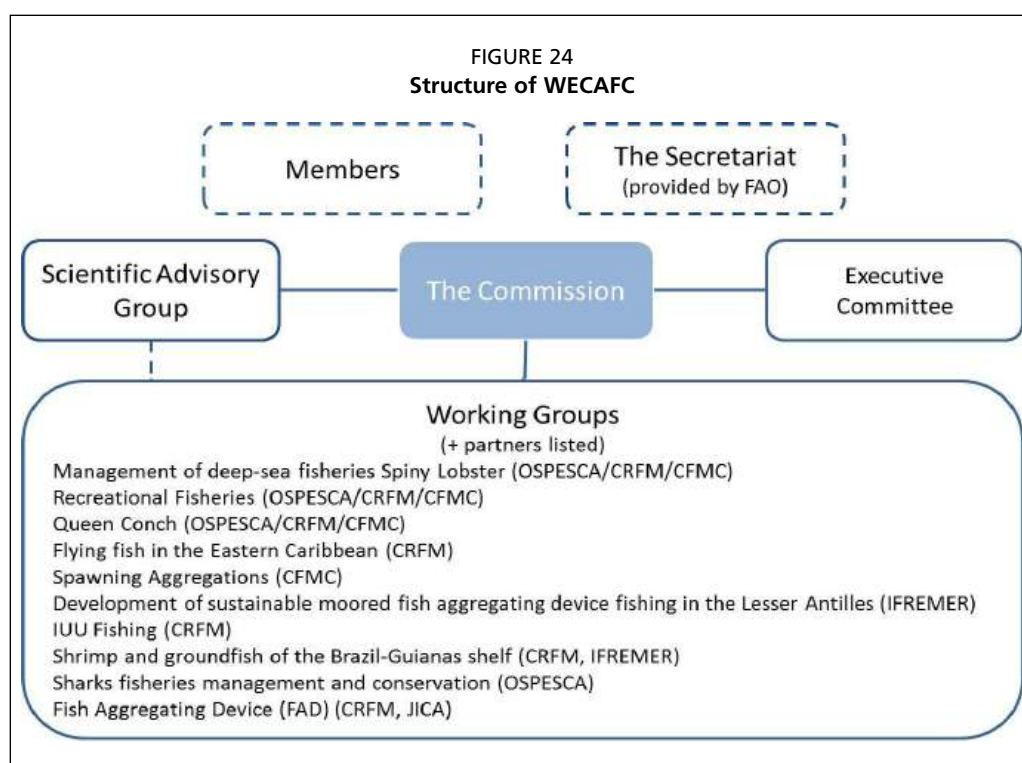 FIGURE 24
Structure of WECAFC
Members
The Secretariat
(provided by FAO)
Scientific Advisory
Group
The Commission
Executive
Committee
Working Groups
(+ partners listed)
Management of deep-sea fisheries Spiny Lobster (OSPESCA/CRFM/CFMC)
Recreational Fisheries (OSPESCA/CRFM/CFMC)
Queen Conch (OSPESCA/CRFM/CFMC)
Flying fish in the Eastern Caribbean (CRFM)
Spawning Aggregations (CFMC)
Development of sustainable moored fish aggregating device fishing in the Lesser Antilles (IFREMER)
IUU Fishing (CRFM)
Shrimp and groundfish of the Brazil-Guianas shelf (CRFM, IFREMER)
Sharks fisheries management and conservation (OSPESCA)
Fish Aggregating Device (FAD) (CRFM, JICA)